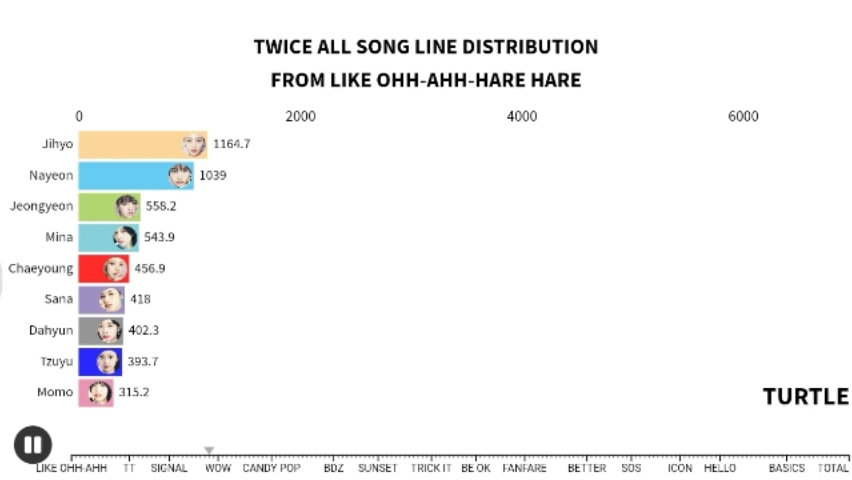 TWICE ALL SONG LINE DISTRIBUTION
FROM LIKE OHH-AHH-HARE HARE
0 2000 4000 6000
Jihyo 1164.7
Nayeon 1039
Jeongyeon 558.2
Mina 543.9
Chaeyoung 456.9
Sana 418
Dahyun 402.3
Tzuyu 393.7
Momo 315.2
TURTLE
LIKE OHH-AHH TT SIGNAL WOW CANDY POP BDZ SUNSET TRICK IT BE OK FANFARE BETTER SOS ICON HELLO BASICS TOTAL